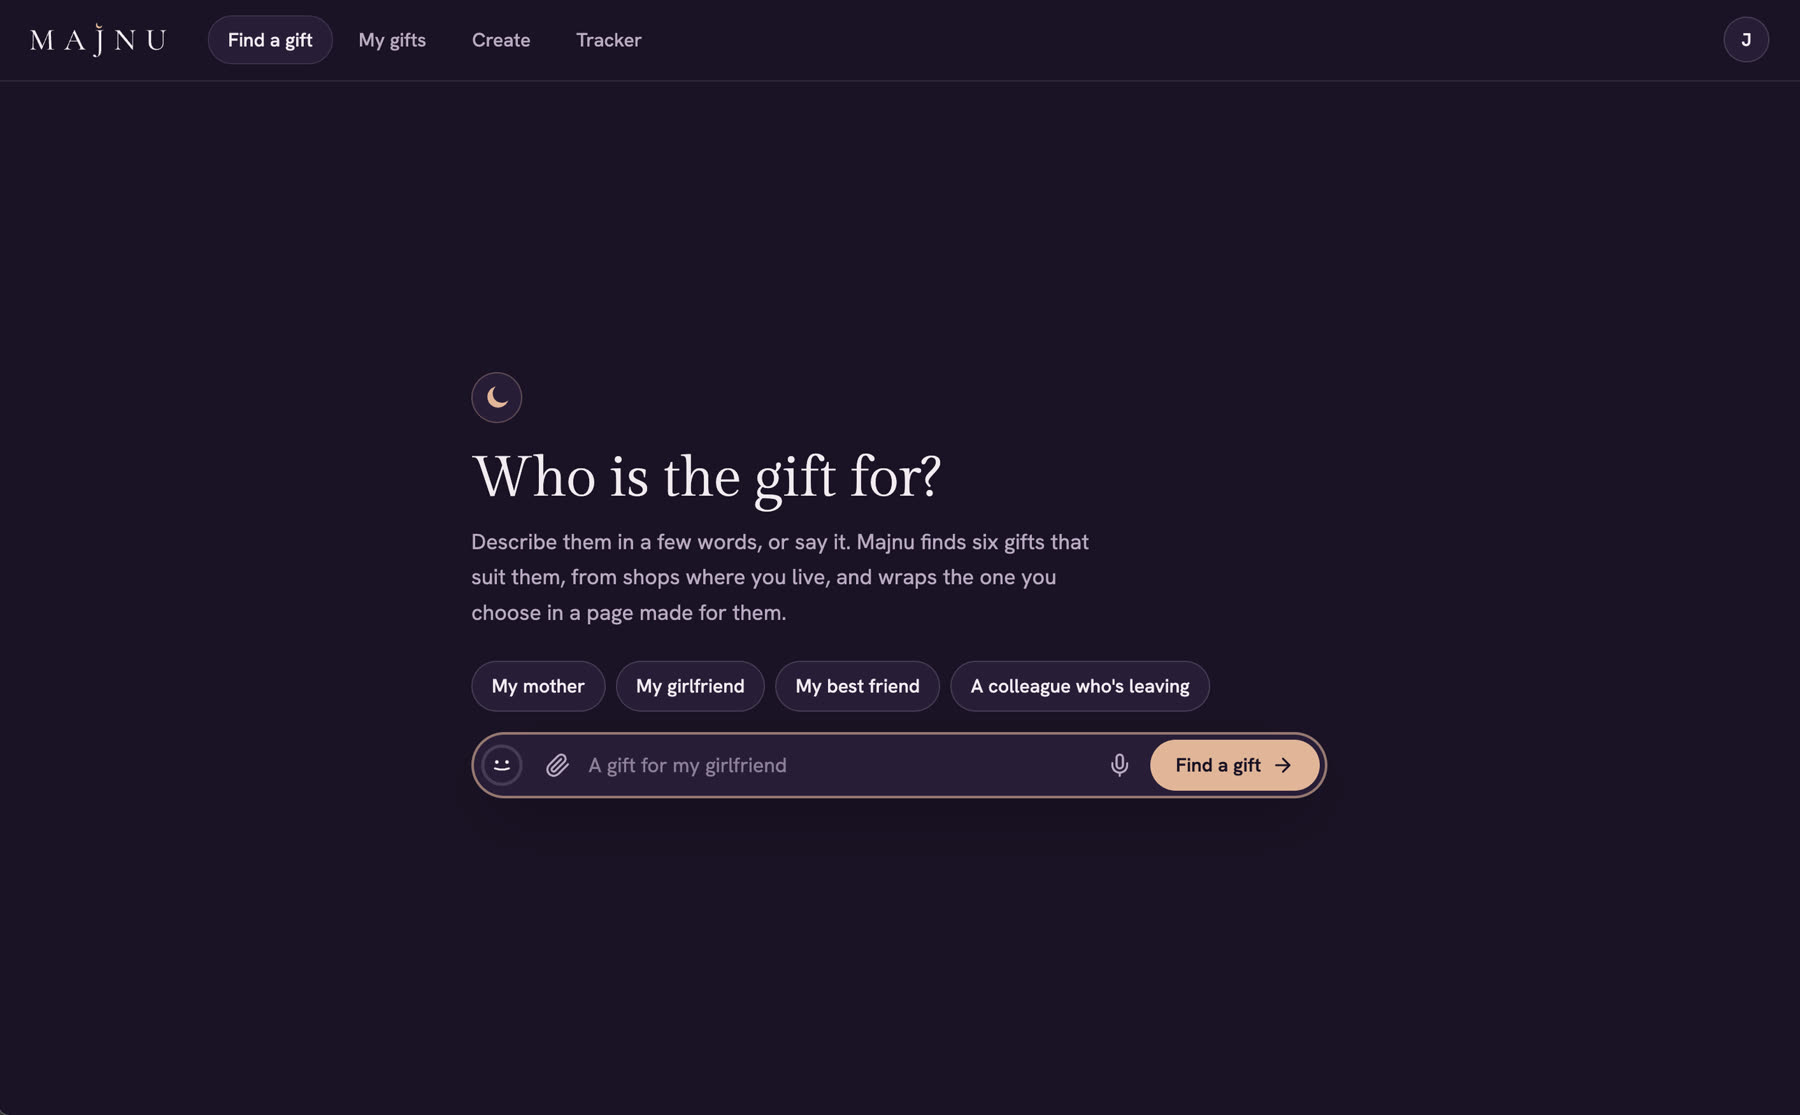 MAJNU
Find a gift
My gifts
Create
Tracker
J
Who is the gift for?
Describe them in a few words, or say it. Majnu finds six gifts that
suit them, from shops where you live, and wraps the one you
choose in a page made for them.
My mother
My girlfriend
My best friend
A colleague who's leaving
A gift for my girlfriend
Find a gift →